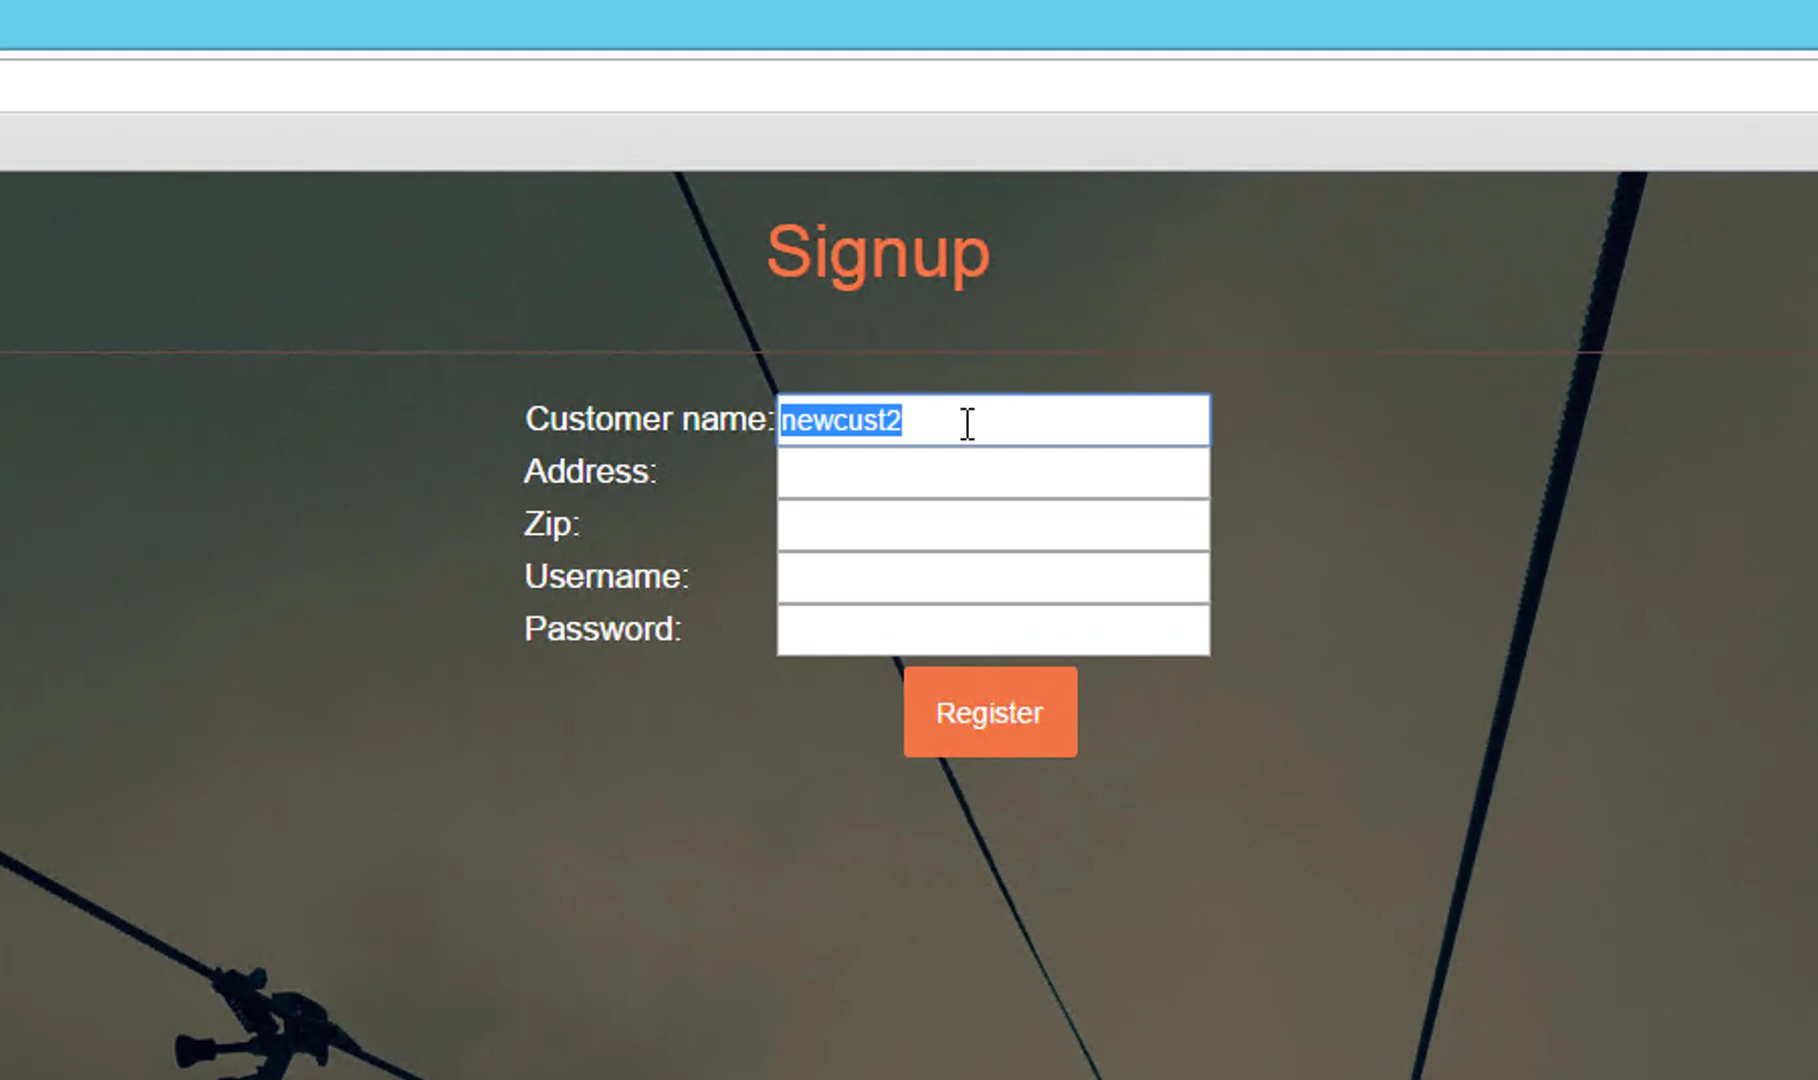 Signup
Customer name: newcust2
Address:
Zip:
Username:
Password:
Register